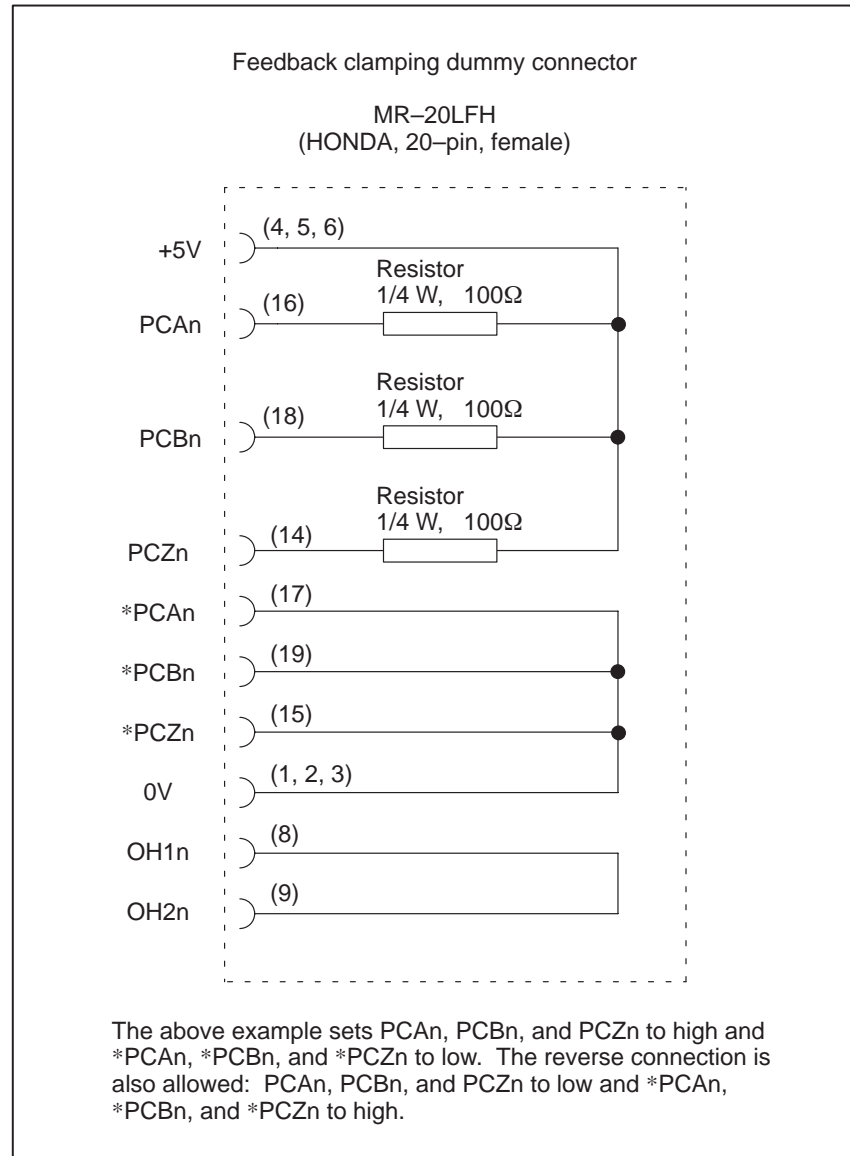 Feedback clamping dummy connector
MR–20LFH
(HONDA, 20–pin, female)
+5V (4, 5, 6)
Resistor
1/4 W, 100Ω
PCAn (16)
Resistor
1/4 W, 100Ω
PCBn (18)
Resistor
1/4 W, 100Ω
PCZn (14)
*PCAn (17)
*PCBn (19)
*PCZn (15)
0V (1, 2, 3)
OH1n (8)
OH2n (9)
The above example sets PCAn, PCBn, and PCZn to high and
*PCAn, *PCBn, and *PCZn to low. The reverse connection is
also allowed: PCAn, PCBn, and PCZn to low and *PCAn,
*PCBn, and *PCZn to high.